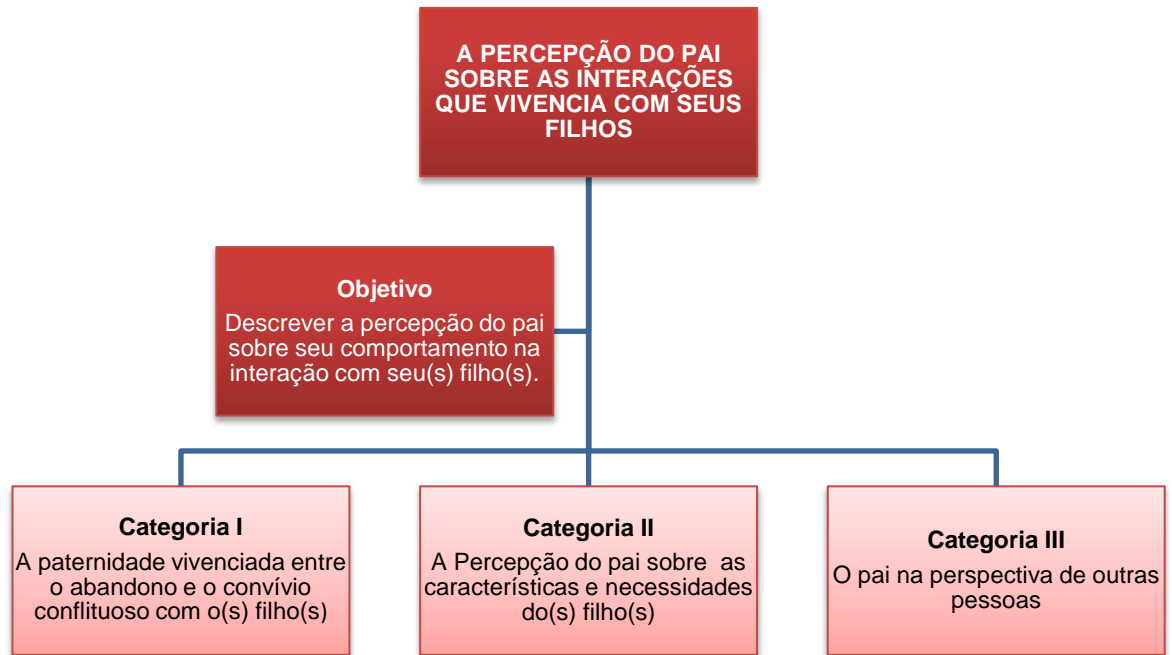 A PERCEPÇÃO DO PAI
SOBRE AS INTERAÇÕES
QUE VIVENCIA COM SEUS
FILHOS
Objetivo
Descrever a percepção do pai
sobre seu comportamento na
interação com seu(s) filho(s).
Categoria I
A paternidade vivenciada entre
o abandono e o convívio
conflituoso com o(s) filho(s)
Categoria II
A Percepção do pai sobre as
características e necessidades
do(s) filho(s)
Categoria III
O pai na perspectiva de outras
pessoas